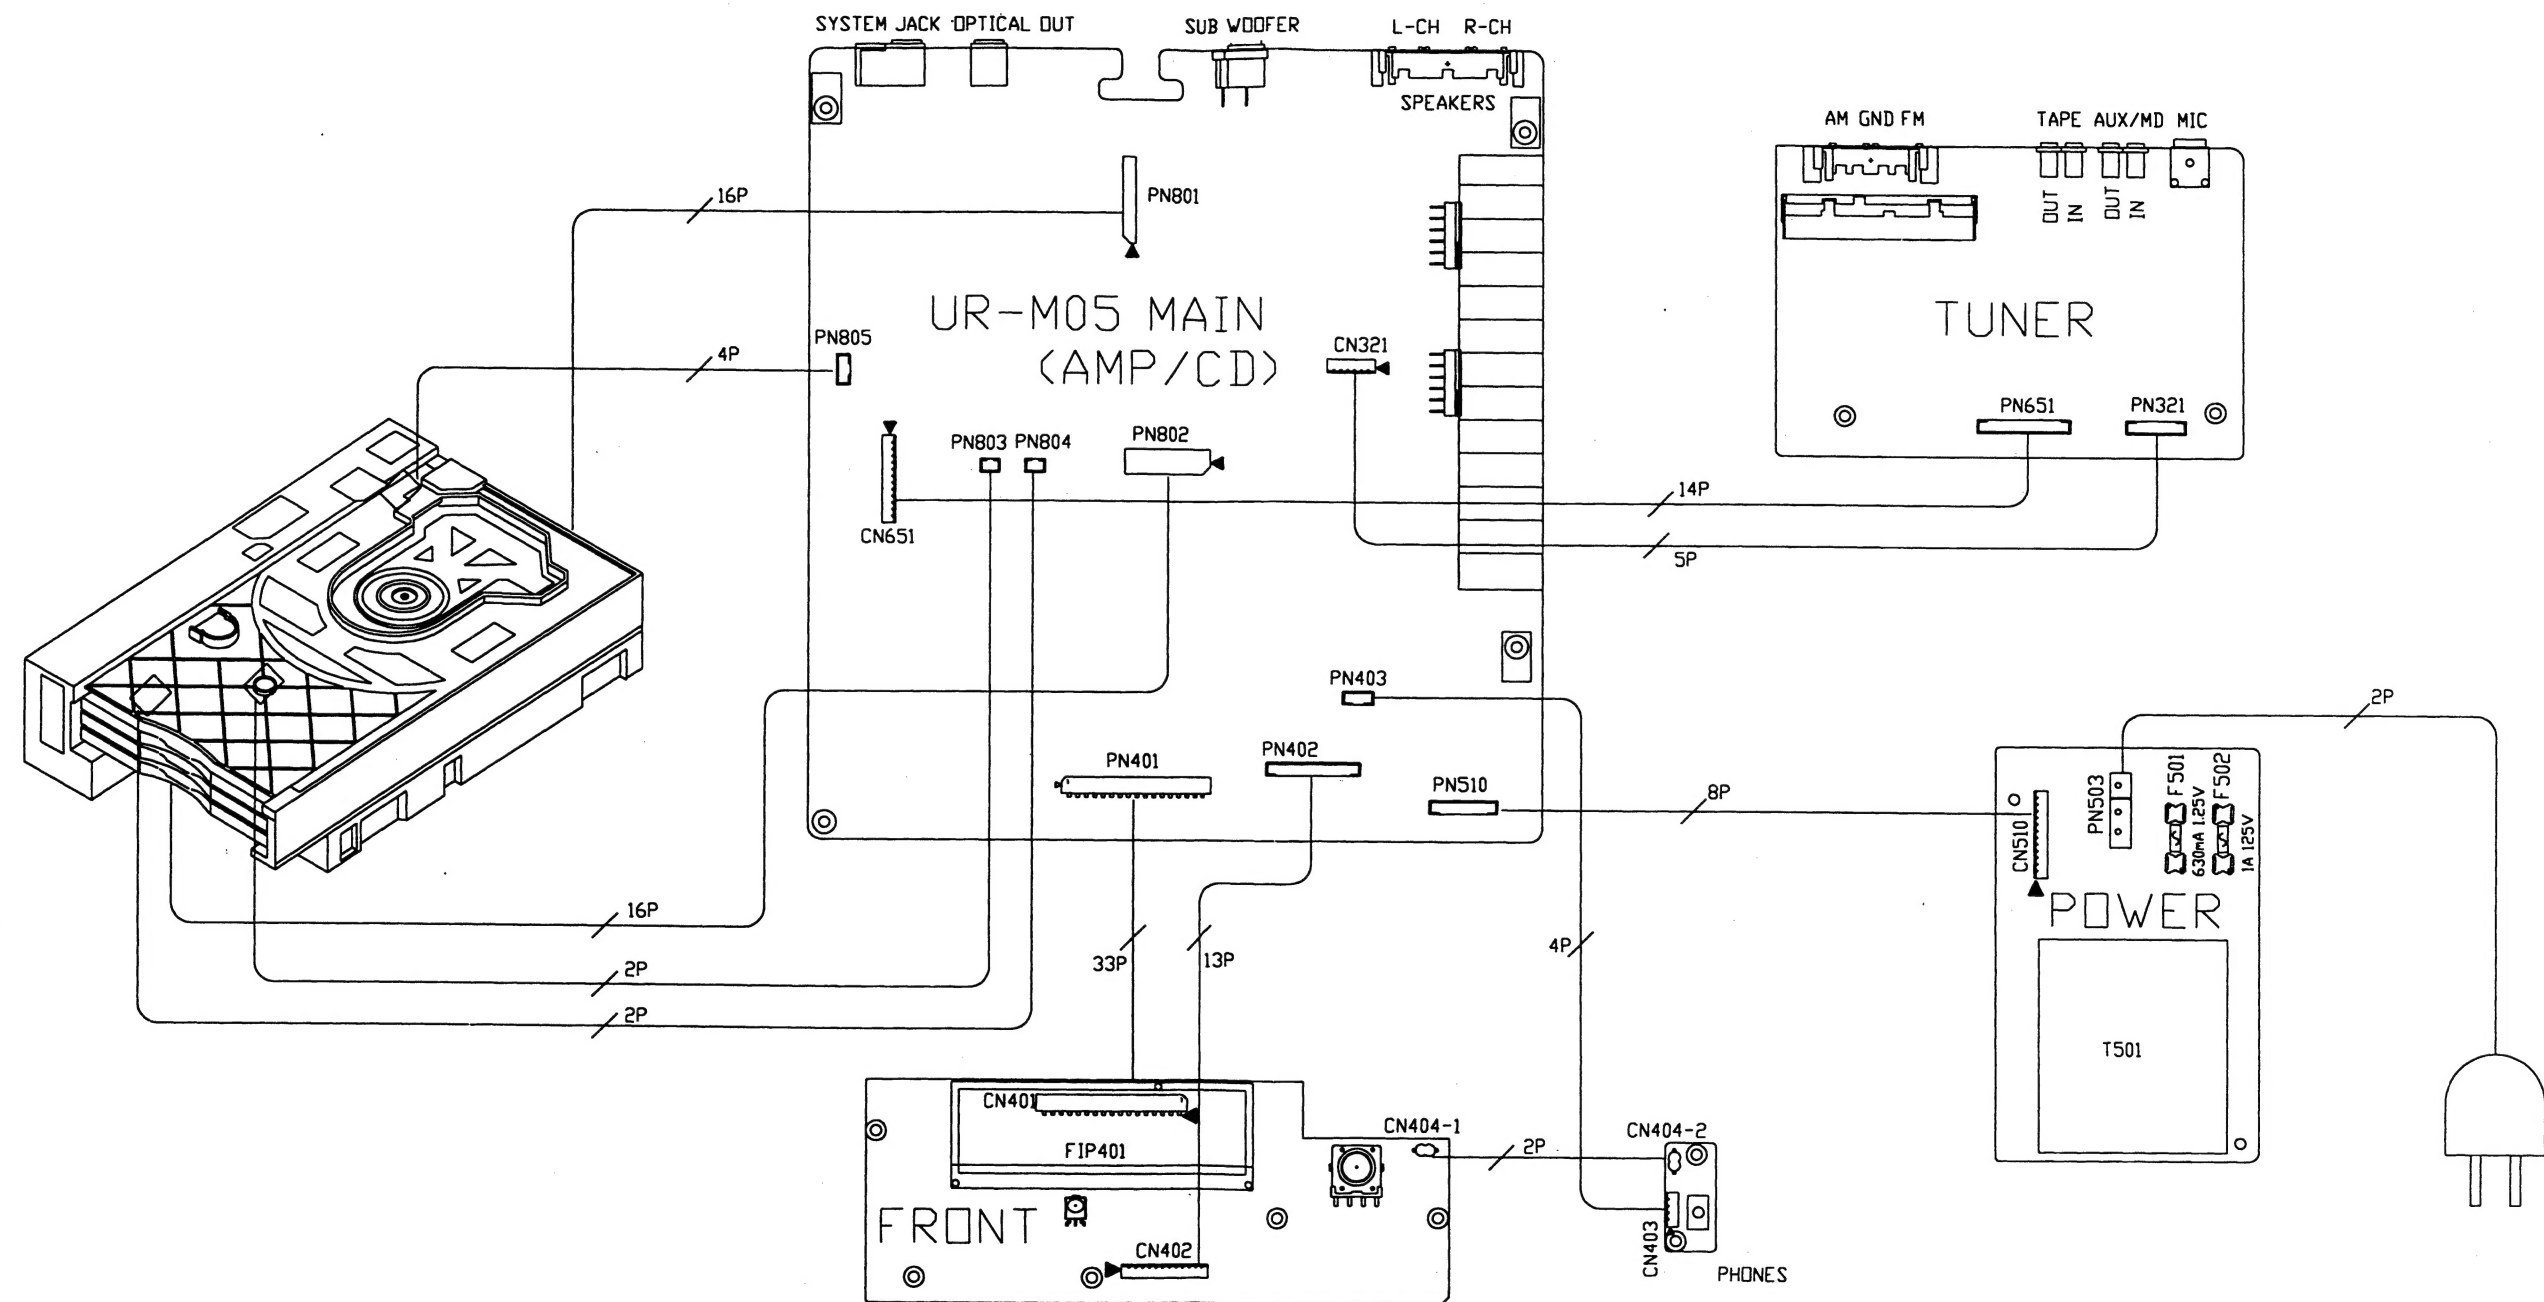 SYSTEM JACK OPTICAL OUT
SUB WOOFER
L-CH R-CH
SPEAKERS
AM GND FM
TAPE AUX/MD MIC
OUT
IN
OUT
IN
16P
PN801
UR-M05 MAIN
(AMP/CD)
TUNER
PN805
4P
CN321
PN651
PN321
PN803 PN804
PN802
CN651
14P
5P
PN403
2P
PN401
PN402
PN510
8P
PN503
F501
F502
630mA 1.25V
1A 125V
CN510
POWER
16P
2P
2P
33P
13P
4P
T501
CN401
FIP401
CN404-1
2P
CN404-2
FRONT
CN402
CN403
PHONES